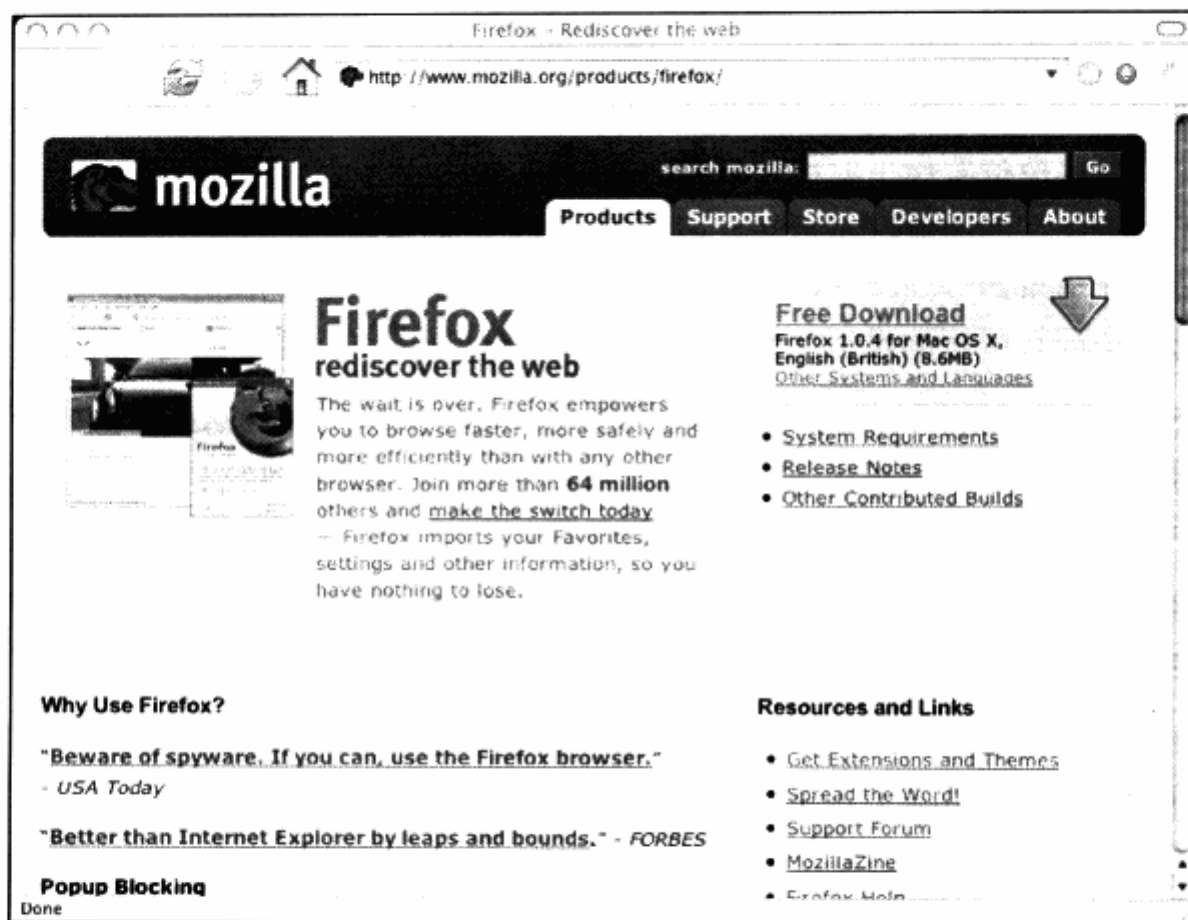 Firefox - Rediscover the web
http://www.mozilla.org/products/firefox/
mozilla
search mozilla:
Go
Products Support Store Developers About
Firefox
rediscover the web
The wait is over. Firefox empowers
you to browse faster, more safely and
more efficiently than with any other
browser. Join more than 64 million
others and make the switch today
— Firefox imports your Favorites,
settings and other information, so you
have nothing to lose.
Firefox
Free Download
Firefox 1.0.4 for Mac OS X,
English (British) (8.6MB)
Other Systems and Languages
• System Requirements
• Release Notes
• Other Contributed Builds
Why Use Firefox?
"Beware of spyware. If you can, use the Firefox browser."
- USA Today
"Better than Internet Explorer by leaps and bounds." - FORBES
Popup Blocking
Resources and Links
• Get Extensions and Themes
• Spread the Word!
• Support Forum
• MozillaZine
• Firefox Help
Done